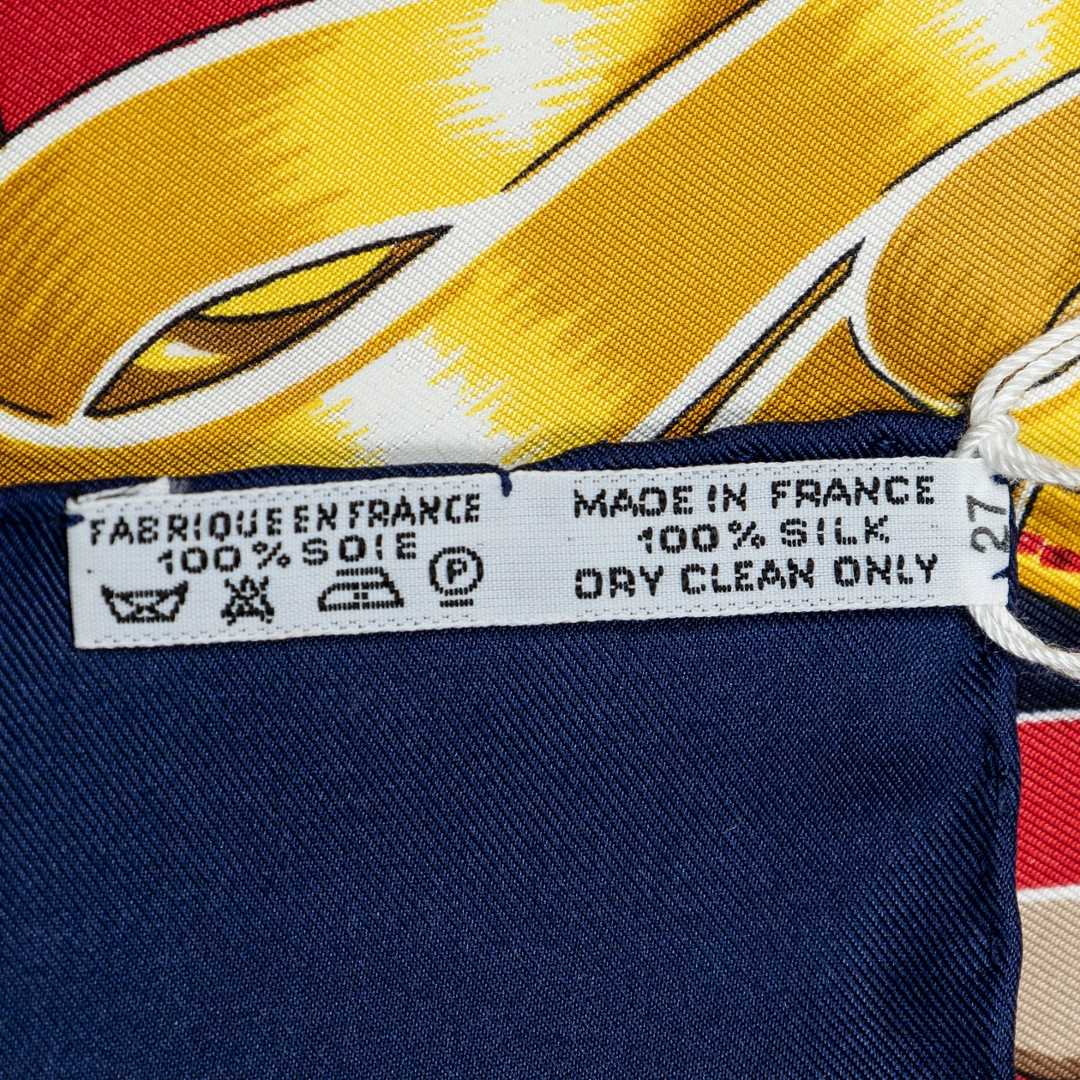 FABRIQUE EN FRANCE
100% SOIE
P
MADE IN FRANCE
100% SILK
DRY CLEAN ONLY
27